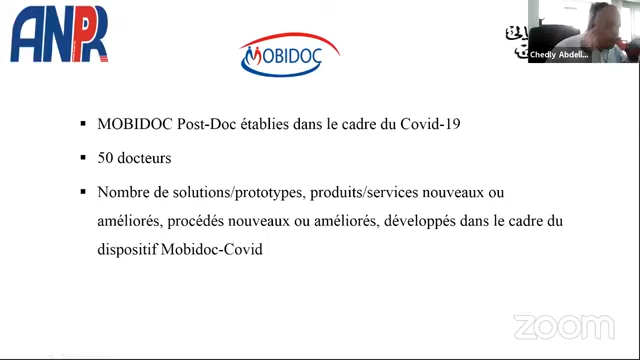 ANPR
MOBIDOC
Chedly Abdell...
▪ MOBIDOC Post-Doc établies dans le cadre du Covid-19
▪ 50 docteurs
▪ Nombre de solutions/prototypes, produits/services nouveaux ou
améliorés, procédés nouveaux ou améliorés, développés dans le cadre du
dispositif Mobidoc-Covid
zoom